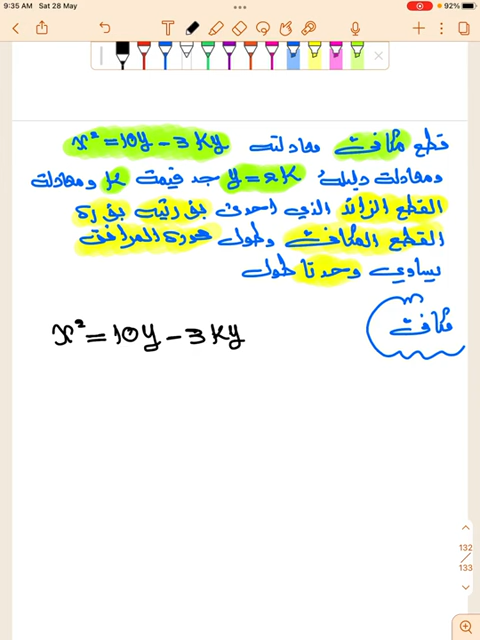 9:35 AM Sat 28 May
92%
قطع مكافئ معادلته x² = 10y − 3ky
ومعادلة دليله y = 2k جد قيمة k ومعادلة
القطع الزائد الذي احدى بؤرتيه بؤرة
القطع المكافئ وطول محوره المرافق
يساوي وحدتا طول
مكافئ
x² = 10y − 3ky
132
133